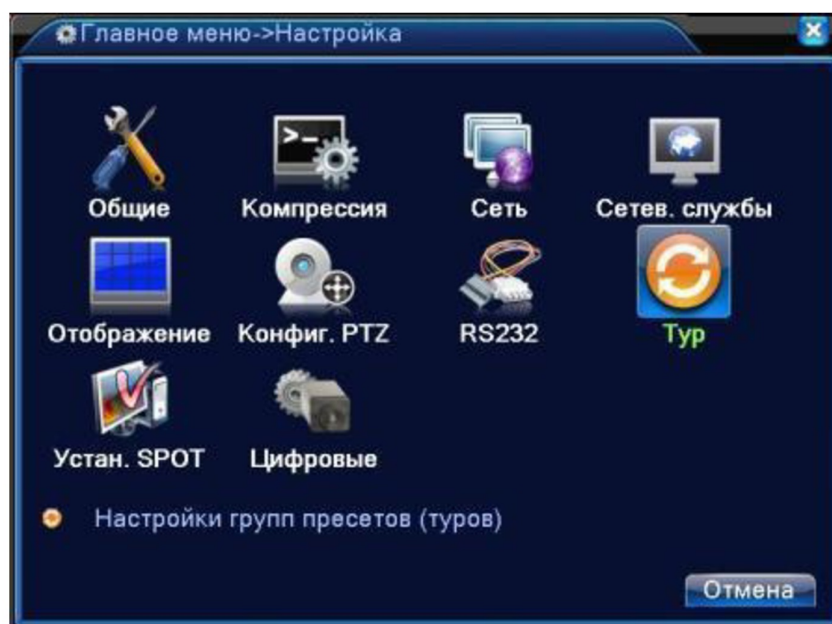 Главное меню->Настройка
Общие
Компрессия
Сеть
Сетев. службы
Отображение
Конфиг. PTZ
RS232
Тур
Устан. SPOT
Цифровые
Настройки групп пресетов (туров)
Отмена